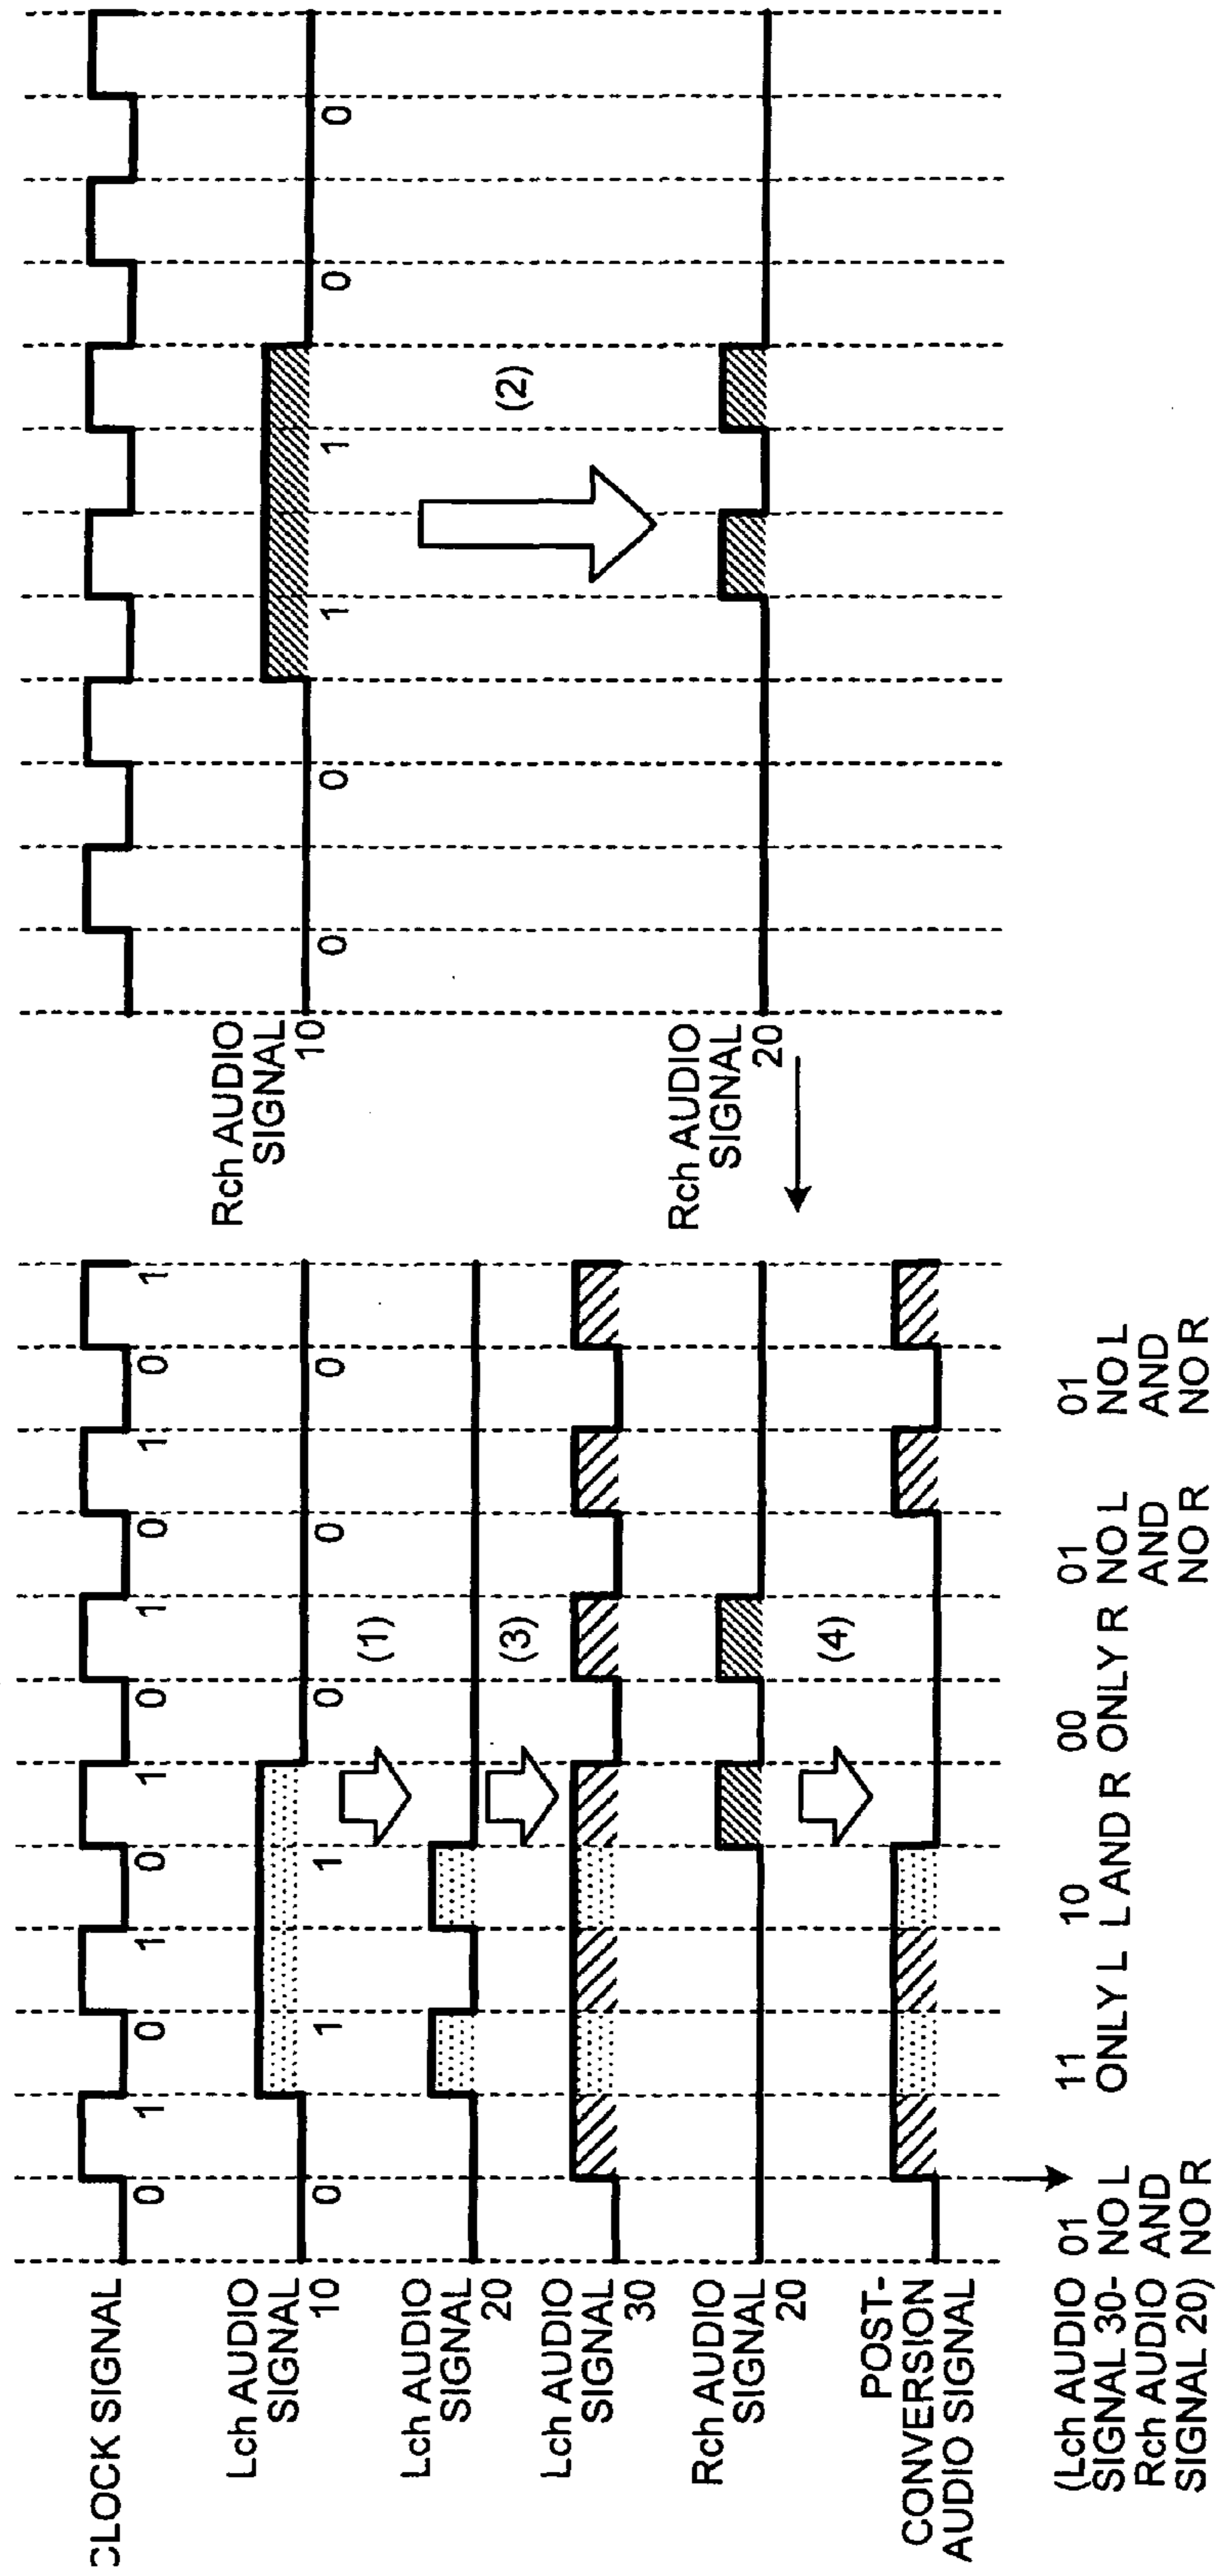 CLOCK SIGNAL
0 1 0 1 0 1 0 1 0 1 0 1
Lch AUDIO
SIGNAL
10
0 1 1 0 0 0
(1)
Lch AUDIO
SIGNAL
20
(3)
Lch AUDIO
SIGNAL
30
Rch AUDIO
SIGNAL
20
(4)
POST-
CONVERSION
AUDIO SIGNAL
(Lch AUDIO
SIGNAL 30-
Rch AUDIO
SIGNAL 20)
01
NO L
AND
NO R
11
ONLY L
10
L AND R
00
ONLY R
01
NO L
AND
NO R
01
NO L
AND
NO R
Rch AUDIO
SIGNAL
10
0 0 1 1 0 0
(2)
Rch AUDIO
SIGNAL
20